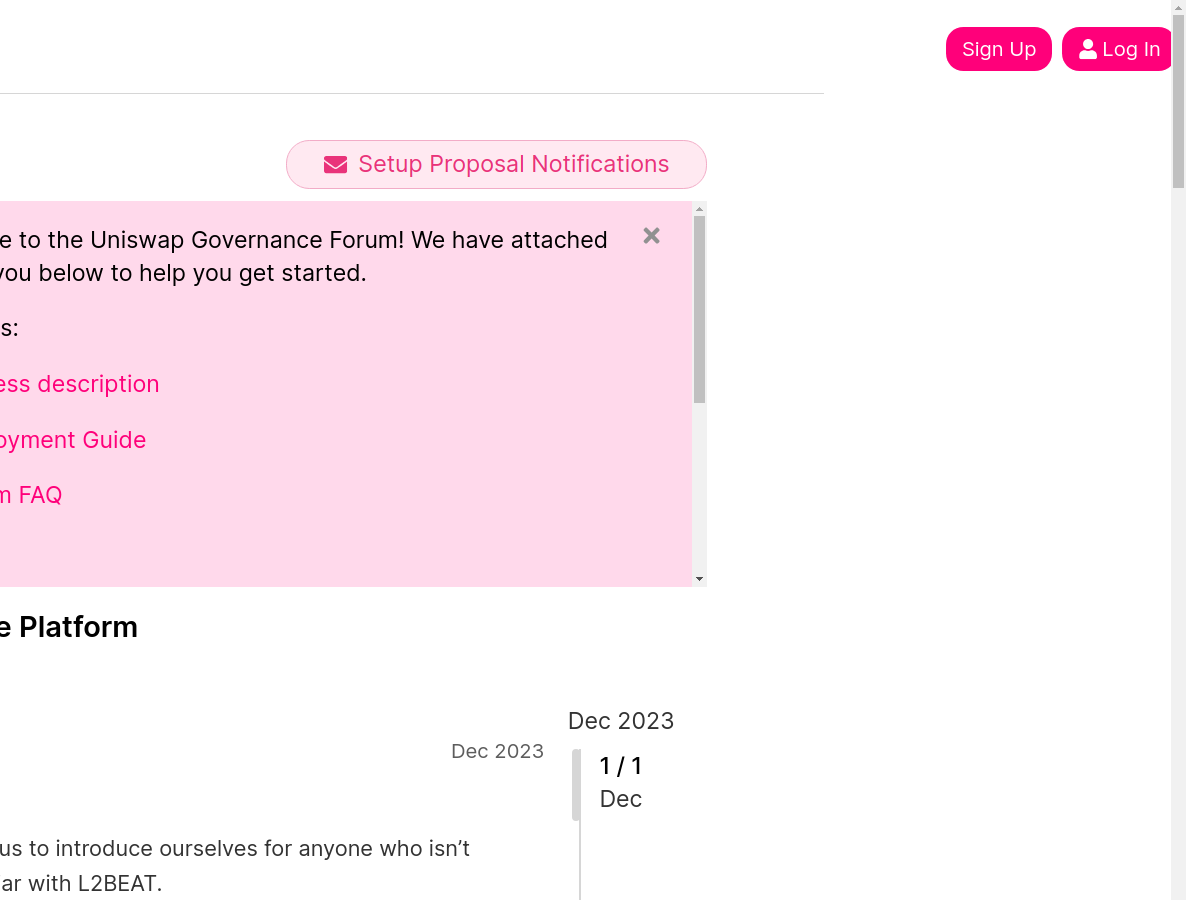 Sign Up
Log In
Setup Proposal Notifications
e to the Uniswap Governance Forum! We have attached
you below to help you get started.
s:
ess description
oyment Guide
m FAQ
e Platform
Dec 2023
Dec 2023
1 / 1
Dec
us to introduce ourselves for anyone who isn’t
ar with L2BEAT.